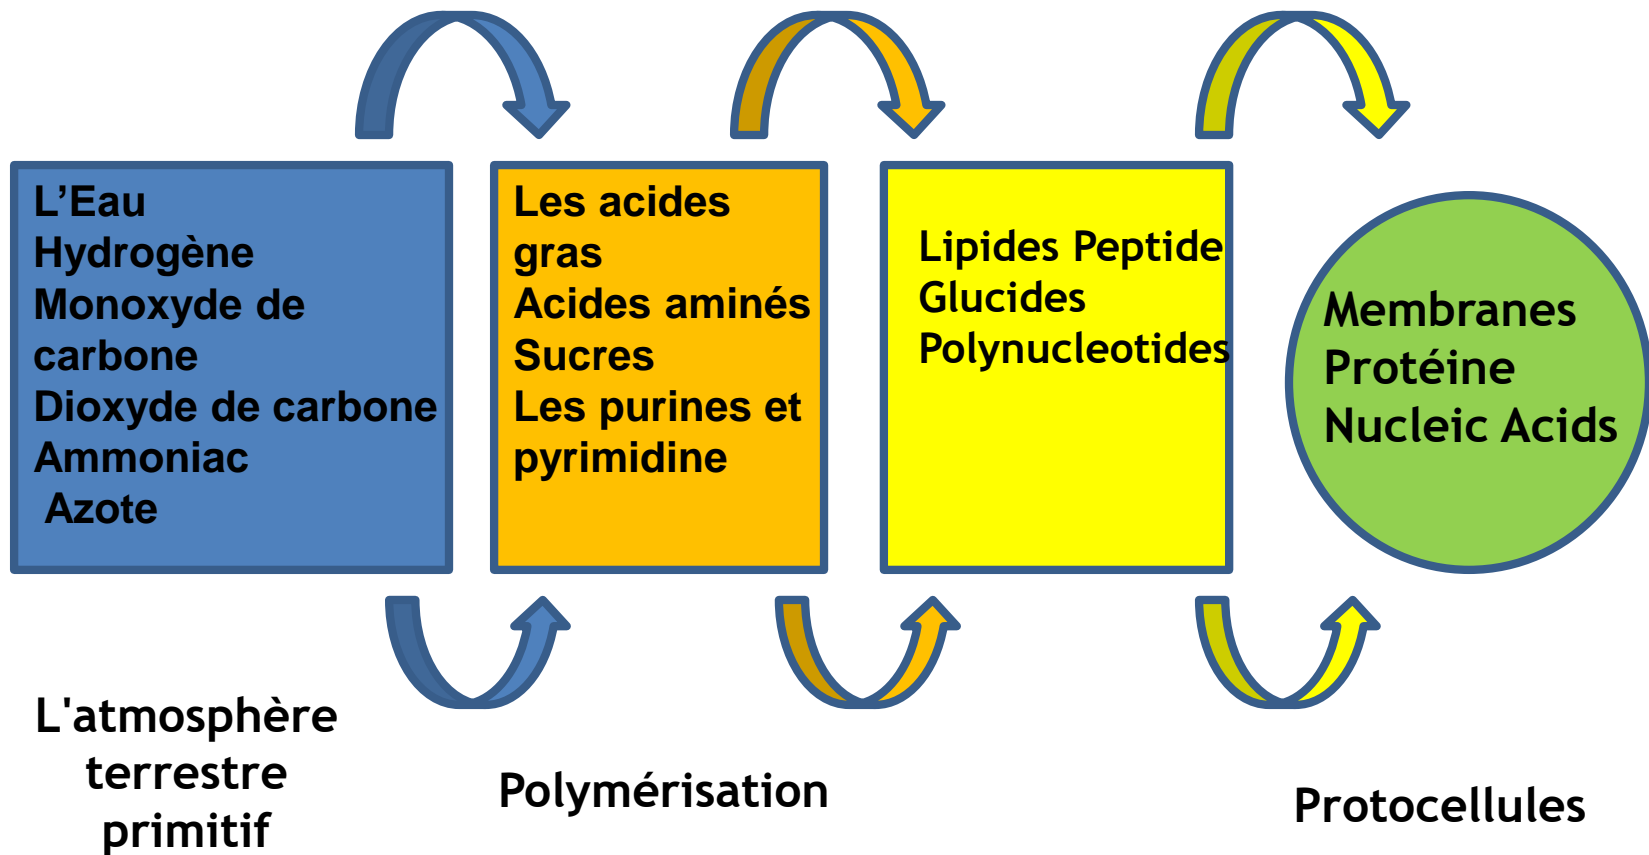 L’Eau
Hydrogène
Monoxyde de
carbone
Dioxyde de carbone
Ammoniac
Azote
Les acides
gras
Acides aminés
Sucres
Les purines et
pyrimidine
Lipides Peptide
Glucides
Polynucleotides
Membranes
Protéine
Nucleic Acids
L'atmosphère
terrestre
primitif
Polymérisation
Protocellules